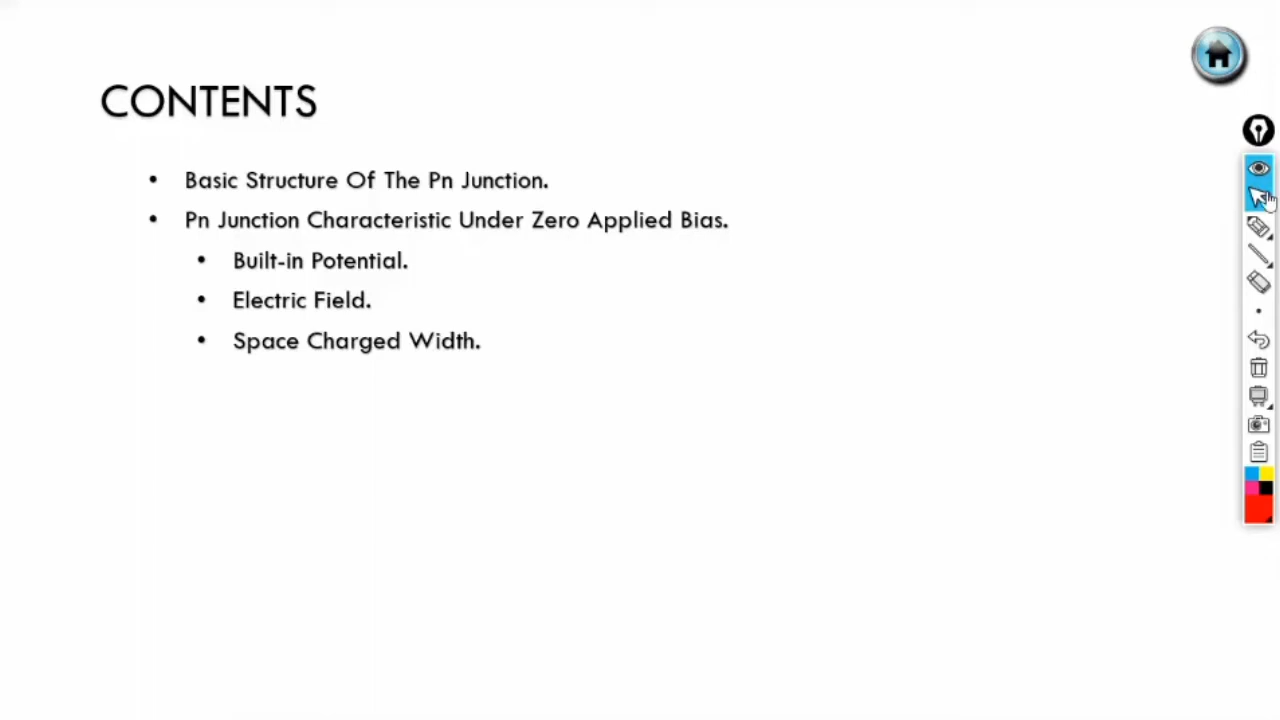 CONTENTS
• Basic Structure Of The Pn Junction.
• Pn Junction Characteristic Under Zero Applied Bias.
• Built-in Potential.
• Electric Field.
• Space Charged Width.